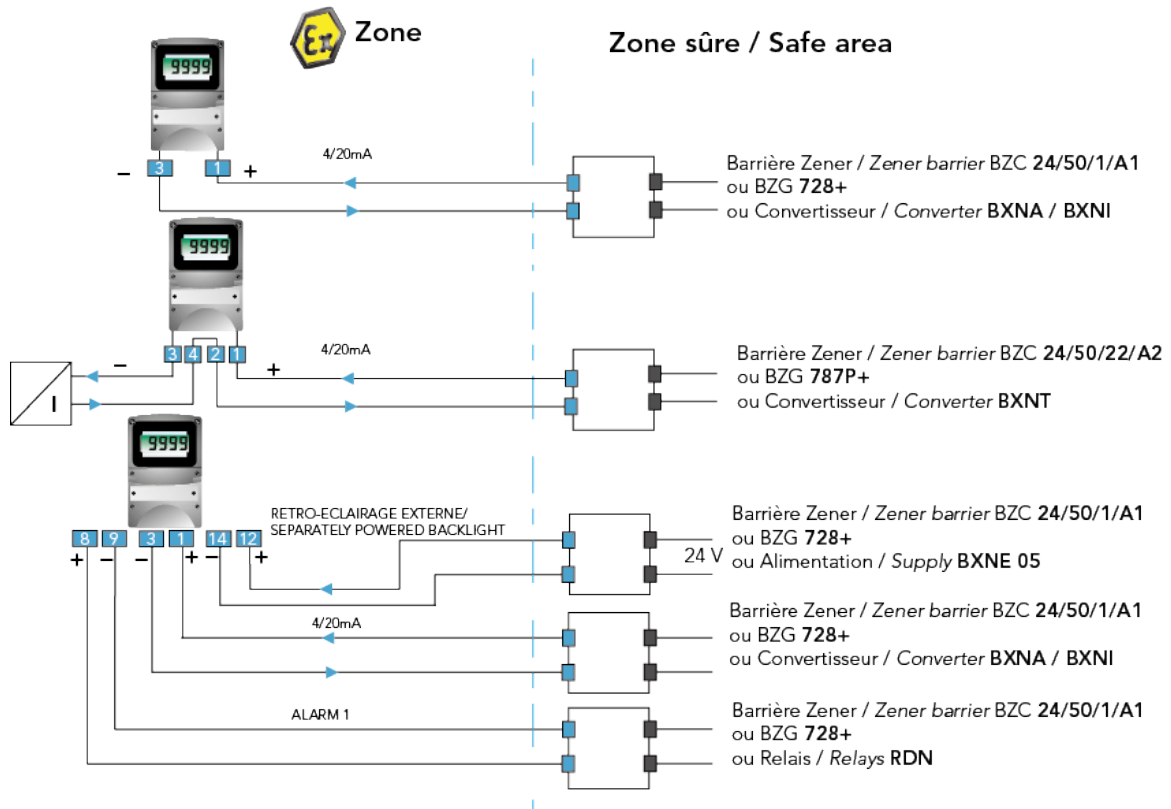 Ex Zone
Zone sûre / Safe area
9999
3 1
− +
4/20mA
Barrière Zener / Zener barrier BZC 24/50/1/A1
ou BZG 728+
ou Convertisseur / Converter BXNA / BXNI
9999
3 4 2 1
− +
4/20mA
I
Barrière Zener / Zener barrier BZC 24/50/22/A2
ou BZG 787P+
ou Convertisseur / Converter BXNT
9999
RETRO-ECLAIRAGE EXTERNE/
SEPARATELY POWERED BACKLIGHT
8 9 3 1 14 12
+ − − + − +
24 V
Barrière Zener / Zener barrier BZC 24/50/1/A1
ou BZG 728+
ou Alimentation / Supply BXNE 05
4/20mA
Barrière Zener / Zener barrier BZC 24/50/1/A1
ou BZG 728+
ou Convertisseur / Converter BXNA / BXNI
ALARM 1
Barrière Zener / Zener barrier BZC 24/50/1/A1
ou BZG 728+
ou Relais / Relays RDN